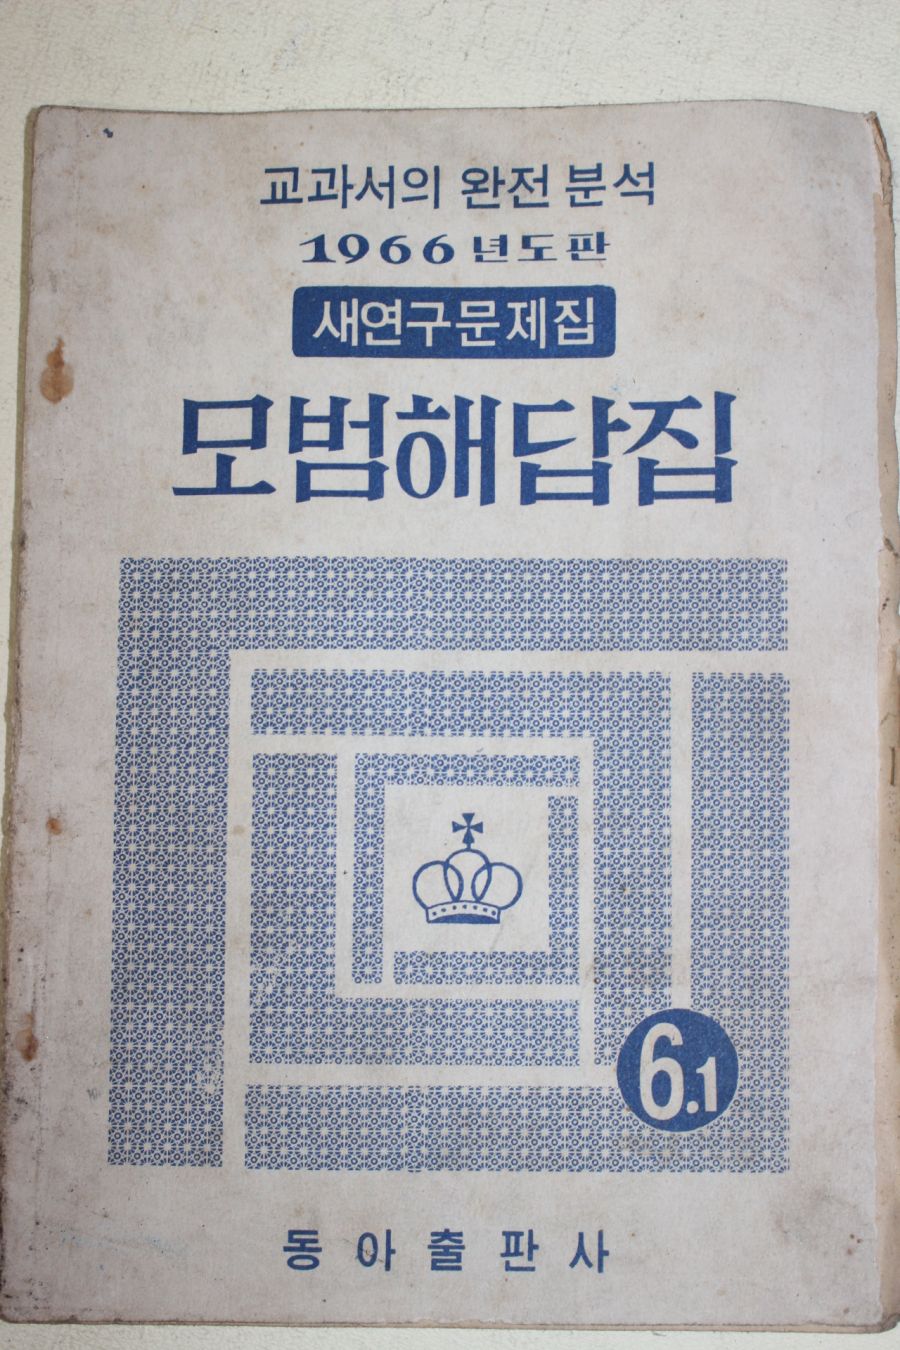 교과서의 완전 분석
1966년도판
새연구문제집
모범해답집
6.1
동아출판사